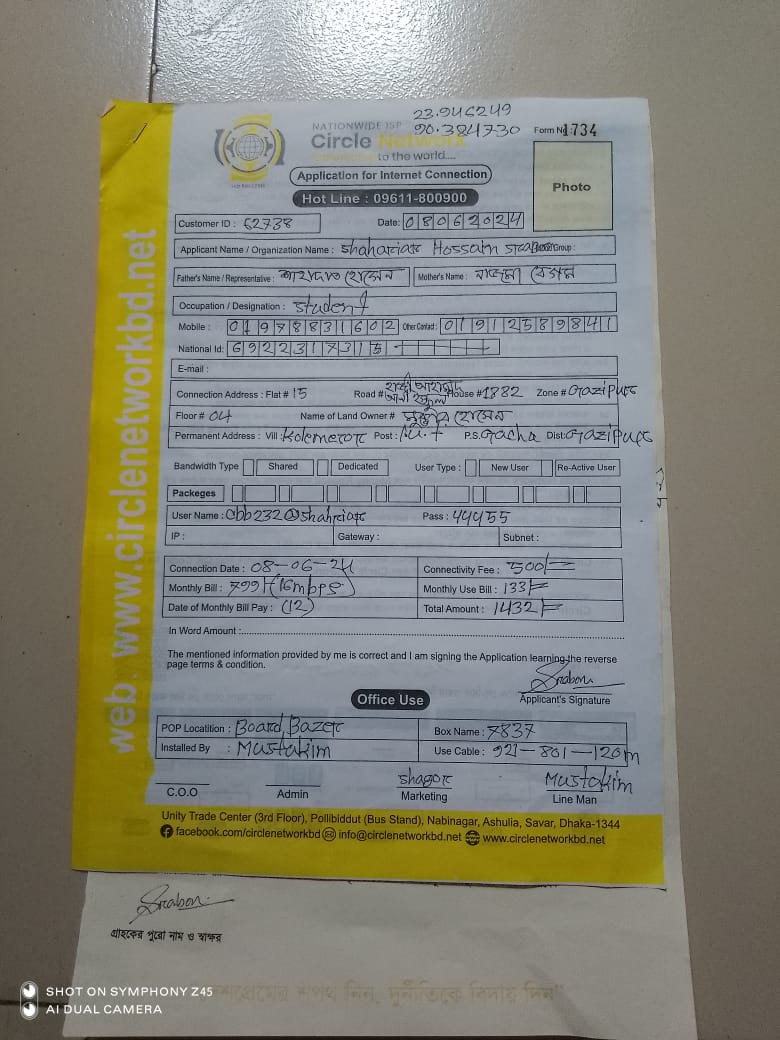 23.946249
90.384730
NATIONWIDE ISP
Circle Network
to the world....
Form No 1734
Application for Internet Connection
Photo
Hot Line : 09611-800900
Customer ID : 62738 Date: 08062024
Applicant Name / Organization Name : Shahariar Hossain Group :
Father's Name / Representative : হোসেন Mother's Name : বেগম
Occupation / Designation : Student
Mobile : 01978831602 Other Contact : 01912589841
National Id: 6922317315
E-mail :
Connection Address : Flat # 15 Road # House # 1882 Zone # Gazipur
Floor # 04 Name of Land Owner # হোসেন
Permanent Address : Vill : Post : P.S. Gacha Dist: Gazipur
Bandwidth Type Shared Dedicated User Type : New User Re-Active User
Packeges
User Name : cbb232@shahriar Pass : 44455
IP : Gateway : Subnet :
Connection Date : 08-06-24 Connectivity Fee : 500/=
Monthly Bill : 799/ (16mbps) Monthly Use Bill : 133/=
Date of Monthly Bill Pay : (12) Total Amount : 1432/=
In Word Amount :
The mentioned information provided by me is correct and I am signing the Application learning the reverse
page terms & condition.
Srabon
Applicant's Signature
Office Use
POP Locatition : Board Bazer Box Name : 7837
Installed By : Mustakim Use Cable : 921-801-120m
C.O.O Admin Shagor Marketing Mustakim Line Man
Unity Trade Center (3rd Floor), Pollibiddut (Bus Stand), Nabinagar, Ashulia, Savar, Dhaka-1344
facebook.com/circlenetworkbd info@circlenetworkbd.net www.circlenetworkbd.net
web : www.circlenetworkbd.net
Srabon
গ্রাহকের পুরো নাম ও স্বাক্ষর
শপ্রেমের শপথ নিন, দুর্নীতিকে বিদায় দিন"
SHOT ON SYMPHONY Z45
AI DUAL CAMERA